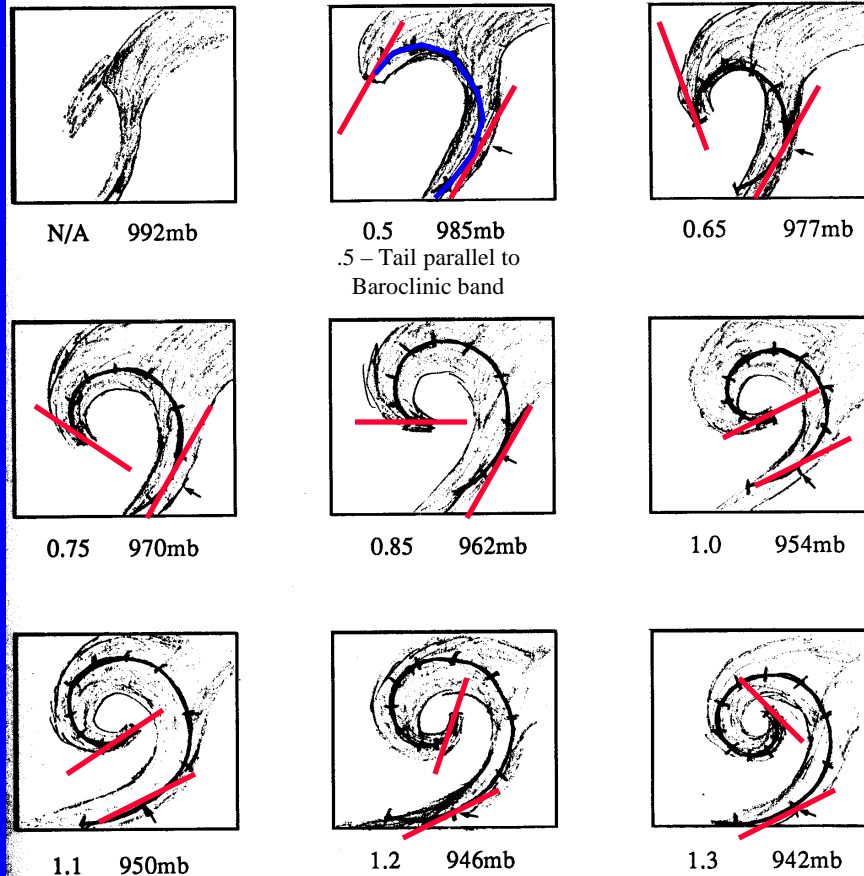 N/A 992mb
0.5 985mb
0.65 977mb
.5 – Tail parallel to
Baroclinic band
0.75 970mb
0.85 962mb
1.0 954mb
1.1 950mb
1.2 946mb
1.3 942mb